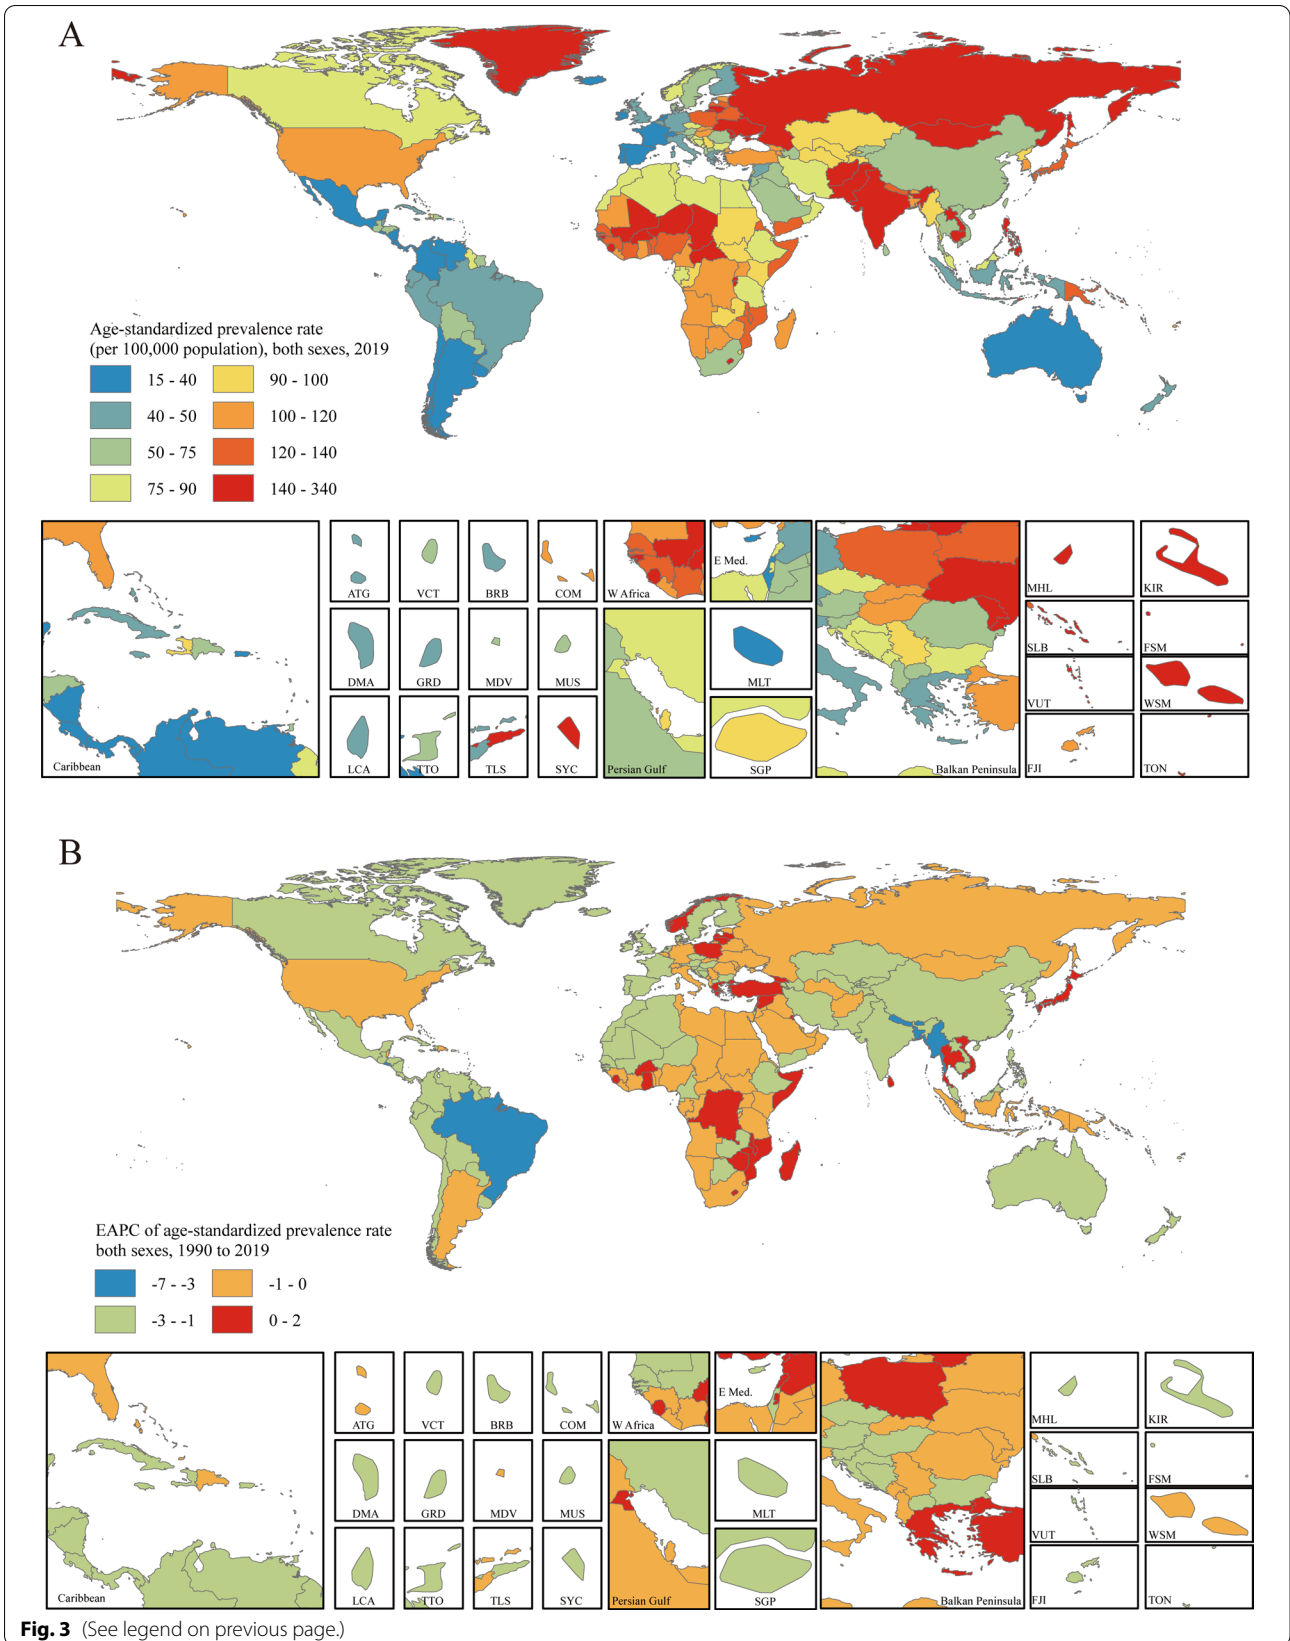 A
Age-standardized prevalence rate
(per 100,000 population), both sexes, 2019
15 - 40
90 - 100
40 - 50
100 - 120
50 - 75
120 - 140
75 - 90
140 - 340
Caribbean
ATG
VCT
BRB
COM
W Africa
E Med.
DMA
GRD
MDV
MUS
MLT
LCA
TTO
TLS
SYC
Persian Gulf
SGP
Balkan Peninsula
MHL
KIR
SLB
FSM
VUT
WSM
FJI
TON
B
EAPC of age-standardized prevalence rate
both sexes, 1990 to 2019
-7 - -3
-1 - 0
-3 - -1
0 - 2
Caribbean
ATG
VCT
BRB
COM
W Africa
E Med.
DMA
GRD
MDV
MUS
MLT
LCA
TTO
TLS
SYC
Persian Gulf
SGP
Balkan Peninsula
MHL
KIR
SLB
FSM
VUT
WSM
FJI
TON
Fig. 3 (See legend on previous page.)